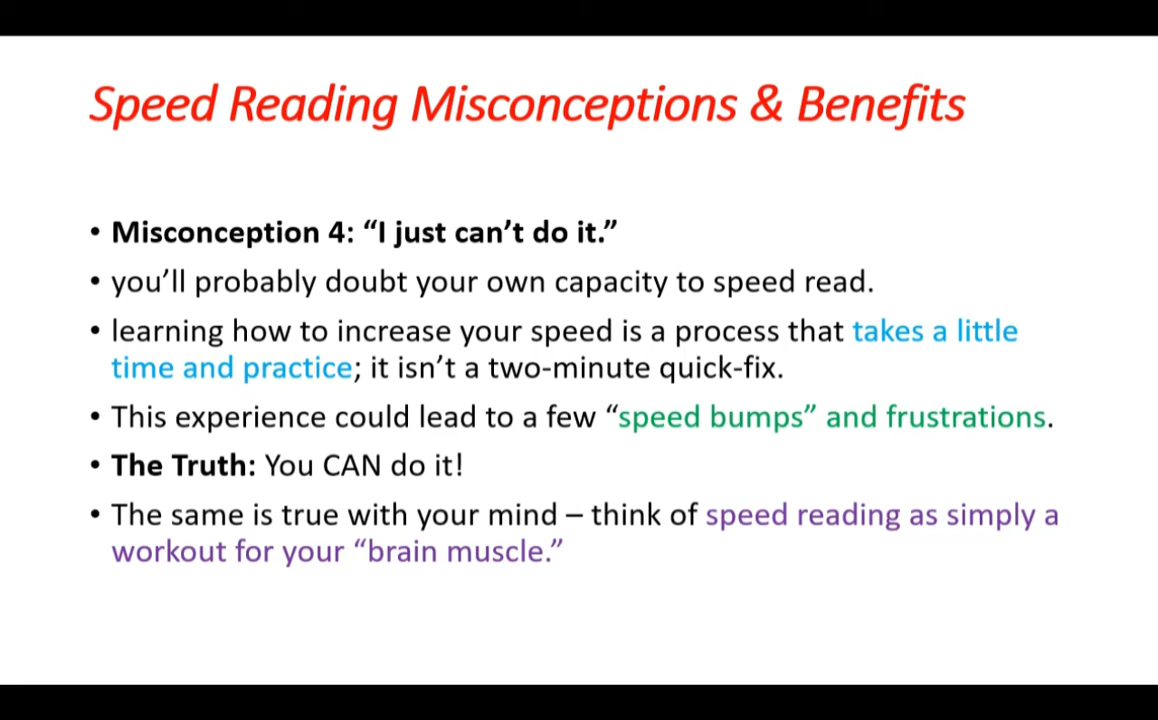 Speed Reading Misconceptions & Benefits
• Misconception 4: “I just can’t do it.”
• you’ll probably doubt your own capacity to speed read.
• learning how to increase your speed is a process that takes a little
time and practice; it isn’t a two-minute quick-fix.
• This experience could lead to a few “speed bumps” and frustrations.
• The Truth: You CAN do it!
• The same is true with your mind – think of speed reading as simply a
workout for your “brain muscle.”